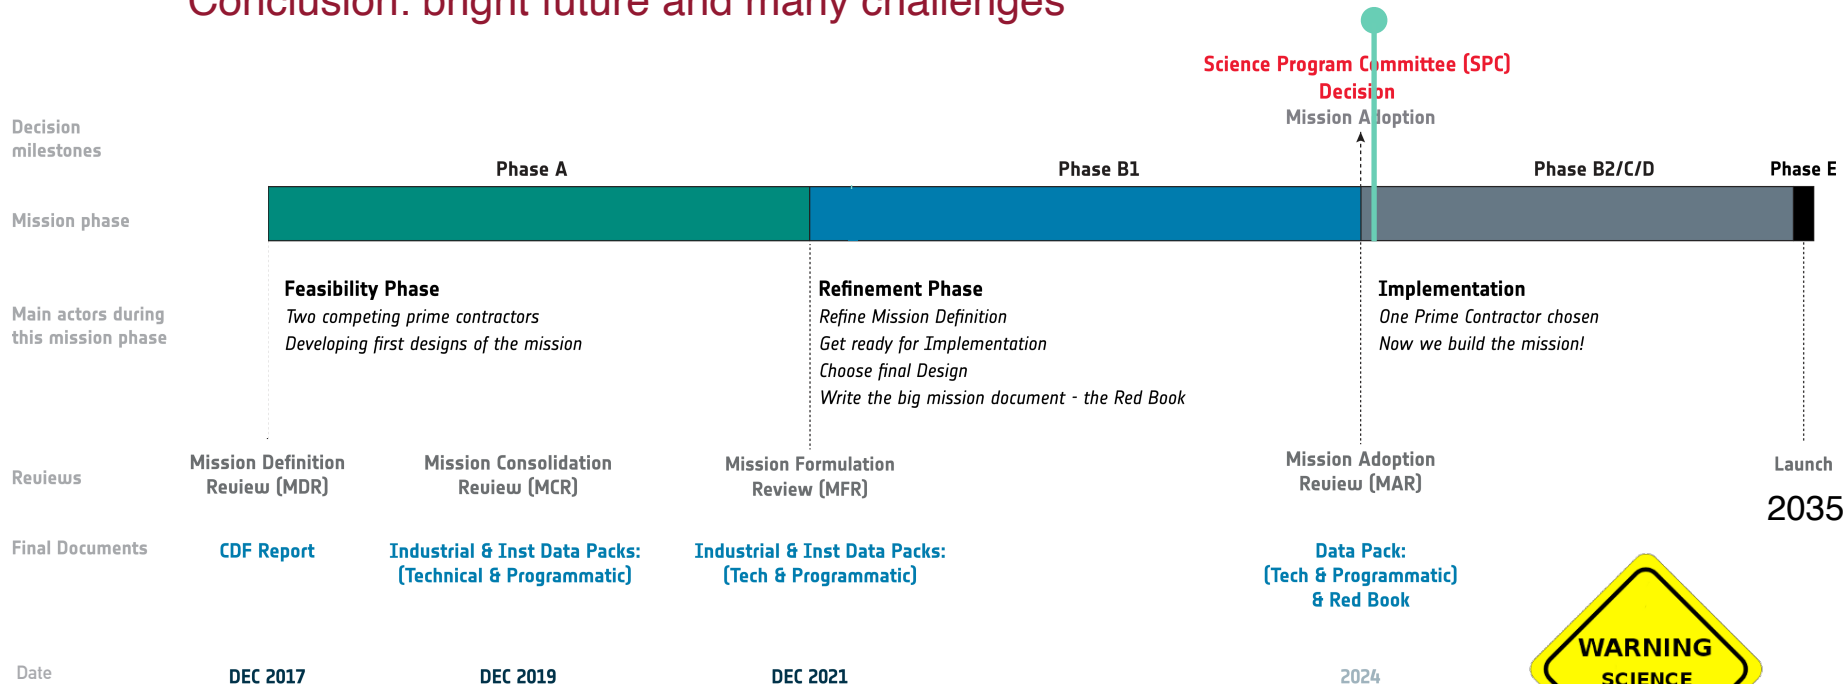 Conclusion: bright future and many challenges
Science Program Committee (SPC)
Decision
Mission Adoption
Decision
milestones
Phase A
Phase B1
Phase B2/C/D
Phase E
Mission phase
Main actors during
this mission phase
Feasibility Phase
Two competing prime contractors
Developing first designs of the mission
Refinement Phase
Refine Mission Definition
Get ready for Implementation
Choose final Design
Write the big mission document - the Red Book
Implementation
One Prime Contractor chosen
Now we build the mission!
Reviews
Mission Definition
Review (MDR)
Mission Consolidation
Review (MCR)
Mission Formulation
Review (MFR)
Mission Adoption
Review (MAR)
Launch
2035
Final Documents
CDF Report
Industrial & Inst Data Packs:
(Technical & Programmatic)
Industrial & Inst Data Packs:
(Tech & Programmatic)
Data Pack:
(Tech & Programmatic)
& Red Book
WARNING
SCIENCE
Date
DEC 2017
DEC 2019
DEC 2021
2024